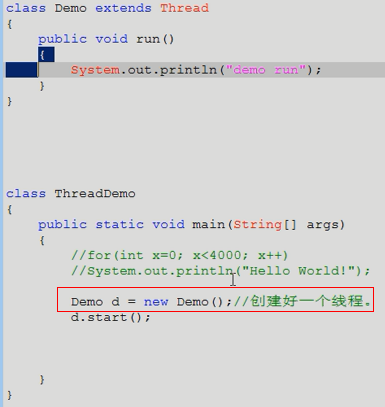 class Demo extends Thread
{
public void run()
{
System.out.println("demo run");
}
}
class ThreadDemo
{
public static void main(String[] args)
{
//for(int x=0; x<4000; x++)
//System.out.println("Hello World!");
Demo d = new Demo();//创建好一个线程。
d.start();
}
}